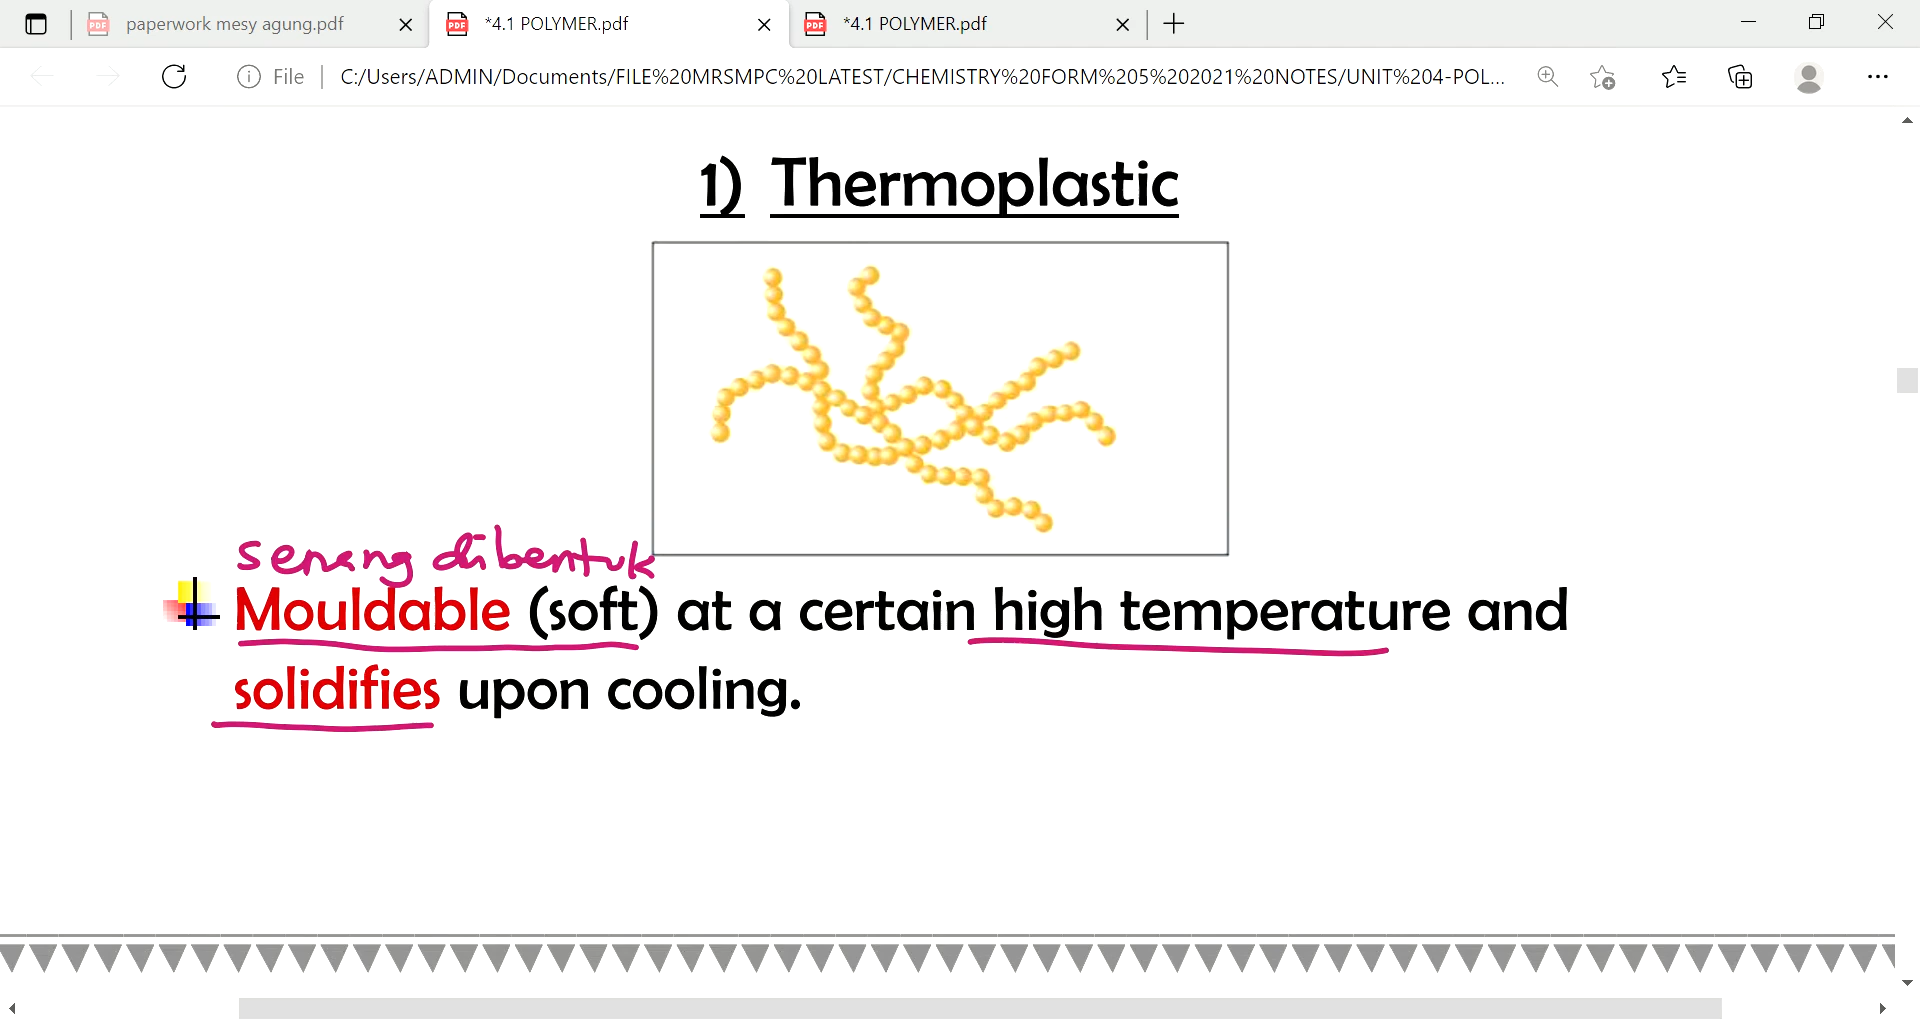 paperwork mesy agung.pdf
*4.1 POLYMER.pdf
*4.1 POLYMER.pdf
File
C:/Users/ADMIN/Documents/FILE%20MRSMPC%20LATEST/CHEMISTRY%20FORM%205%202021%20NOTES/UNIT%204-POL...
1) Thermoplastic
senang dibentuk
Mouldable (soft) at a certain high temperature and
solidifies upon cooling.